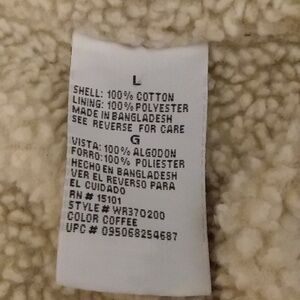 L
SHELL: 100% COTTON
LINING: 100% POLYESTER
MADE IN BANGLADESH
SEE REVERSE FOR CARE
G
VISTA: 100% ALGODON
FORRO: 100% POLIESTER
HECHO EN BANGLADESH
VER EL REVERSO PARA
EL CUIDADO
RN # 15101
STYLE# WR37O200
COLOR COFFEE
UPC # 095068254687